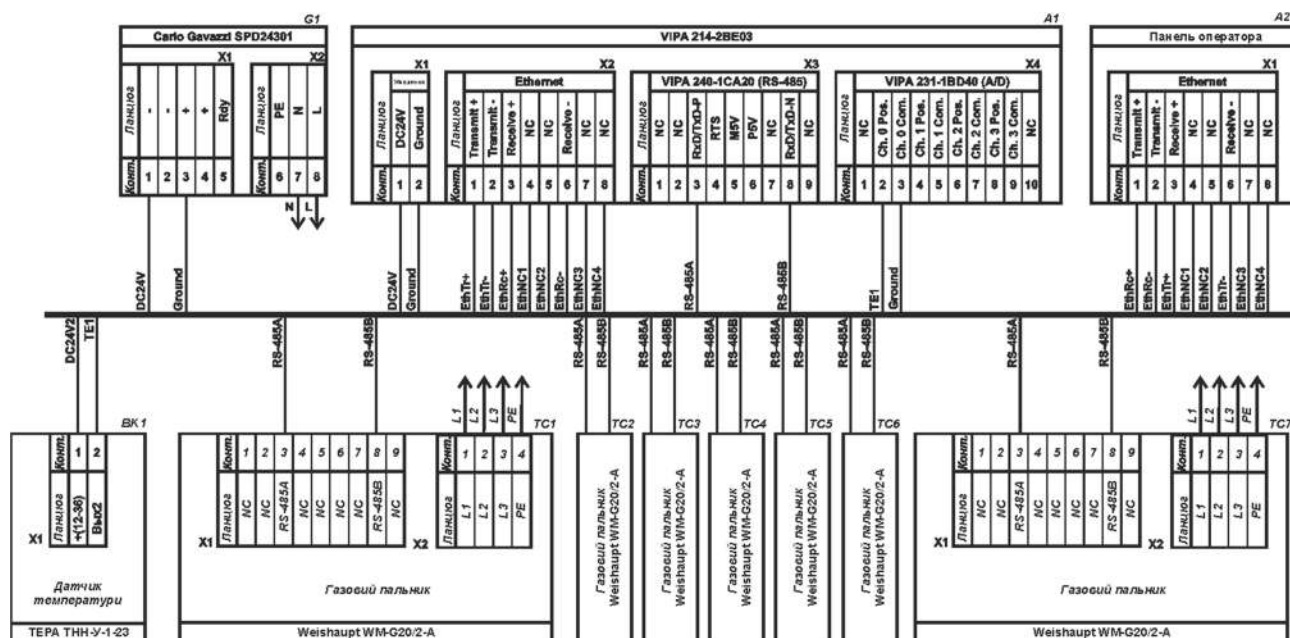 G1
Carlo Gavazzi SPD24301
X1
Ланцюг
-
-
+
+
Rdy
Конт.
1
2
3
4
5
X2
Ланцюг
PE
N
L
Конт.
6
7
8
N
L
DC24V
Ground
A1
VIPA 214-2BE03
X1
Ланцюг
DC24V
Ground
Конт.
1
2
DC24V
Ground
X2
Ethernet
Ланцюг
Transmit +
Transmit -
Receive +
NC
NC
Receive -
NC
NC
Конт.
1
2
3
4
5
6
7
8
EthTr+
EthTr-
EthRc+
EthNC1
EthNC2
EthRc-
EthNC3
EthNC4
X3
VIPA 240-1CA20 (RS-485)
Ланцюг
NC
NC
RxD/TxD-P
RTS
M5V
P5V
NC
RxD/TxD-N
NC
Конт.
1
2
3
4
5
6
7
8
9
RS-485A
RS-485B
X4
VIPA 231-1BD40 (A/D)
Ланцюг
NC
Ch. 0 Pos.
Ch. 0 Com.
Ch. 1 Pos.
Ch. 1 Com.
Ch. 2 Pos.
Ch. 2 Com.
Ch. 3 Pos.
Ch. 3 Com.
NC
Конт.
1
2
3
4
5
6
7
8
9
10
TE1
Ground
A2
Панель оператора
X1
Ethernet
Ланцюг
Transmit +
Transmit -
Receive +
NC
NC
Receive -
NC
NC
Конт.
1
2
3
4
5
6
7
8
EthRc+
EthRc-
EthTr+
EthNC1
EthNC2
EthTr-
EthNC3
EthNC4
DC24V2
TE1
BK1
Конт.
1
2
Ланцюг
+(12-36)
Вых2
X1
Датчик
температури
ТЕРА ТНН-У-1-23
RS-485A
RS-485B
L1
L2
L3
PE
TC1
Конт.
1
2
3
4
5
6
7
8
9
Ланцюг
NC
NC
RS-485A
NC
NC
NC
NC
RS-485B
NC
X1
Конт.
1
2
3
4
Ланцюг
L1
L2
L3
PE
X2
Газовий пальник
Weishaupt WM-G20/2-A
RS-485A
RS-485B
TC2
Газовий пальник
Weishaupt WM-G20/2-A
RS-485A
RS-485B
TC3
Газовий пальник
Weishaupt WM-G20/2-A
RS-485A
RS-485B
TC4
Газовий пальник
Weishaupt WM-G20/2-A
RS-485A
RS-485B
TC5
Газовий пальник
Weishaupt WM-G20/2-A
RS-485A
RS-485B
TC6
Газовий пальник
Weishaupt WM-G20/2-A
RS-485A
RS-485B
L1
L2
L3
PE
TC7
Конт.
1
2
3
4
5
6
7
8
9
Ланцюг
NC
NC
RS-485A
NC
NC
NC
NC
RS-485B
NC
X1
Конт.
1
2
3
4
Ланцюг
L1
L2
L3
PE
X2
Газовий пальник
Weishaupt WM-G20/2-A